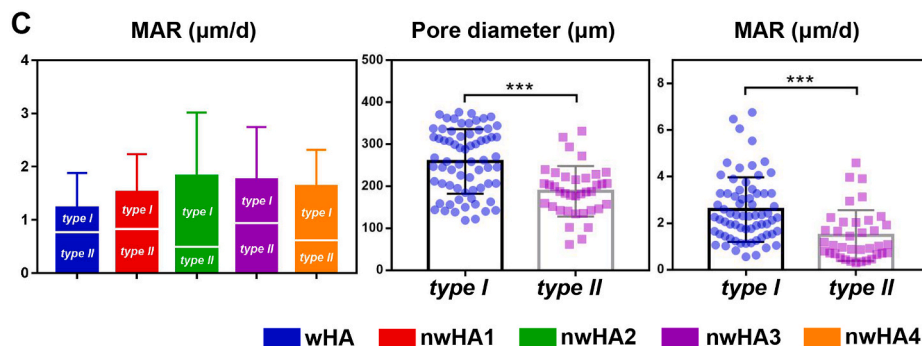 C
MAR (μm/d)
4
3
2
1
0
type I
type II
type I
type II
type I
type II
type I
type II
type I
type II
Pore diameter (μm)
500
400
300
200
100
0
***
type I
type II
MAR (μm/d)
8
6
4
2
0
***
type I
type II
wHA nwHA1 nwHA2 nwHA3 nwHA4